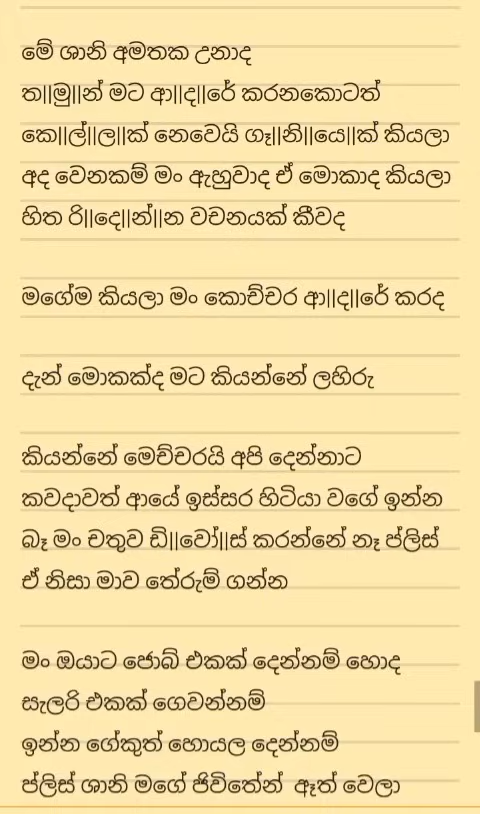 මේ ශානි අමතක උනාද
ත||මු||න් මට ආ||ද||රේ කරනකොටත්
කෙ||ල්||ල||ක් නෙවෙයි ගෑ||නි||යෙ||ක් කියලා
අද වෙනකම් මං ඇහුවාද ඒ මොකාද කියලා
හිත රි||දෙ||න්||න වචනයක් කීවද
මගේම කියලා මං කොච්චර ආ||ද||රේ කරද
දැන් මොකක්ද මට කියන්නේ ලහිරු
කියන්නේ මෙච්චරයි අපි දෙන්නාට
කවදාවත් ආයේ ඉස්සර හිටියා වගේ ඉන්න
බෑ මං චතුව ඩි||වෝ||ස් කරන්නේ නෑ ප්ලිස්
ඒ නිසා මාව තේරුම් ගන්න
මං ඔයාට ජොබ් එකක් දෙන්නම් හොද
සැලරි එකක් ගෙවන්නම්
ඉන්න ගේකුත් හොයල දෙන්නම්
ප්ලිස් ශානි මගේ ජිවිතේන් ඈත් වෙලා